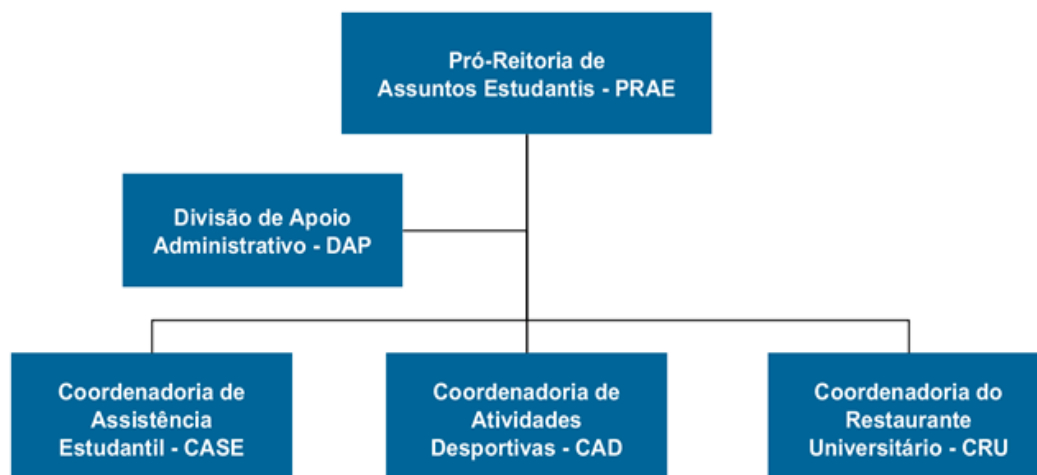 Pró-Reitoria de
Assuntos Estudantis - PRAE
Divisão de Apoio
Administrativo - DAP
Coordenadoria de
Assistência
Estudantil - CASE
Coordenadoria de
Atividades
Desportivas - CAD
Coordenadoria do
Restaurante
Universitário - CRU